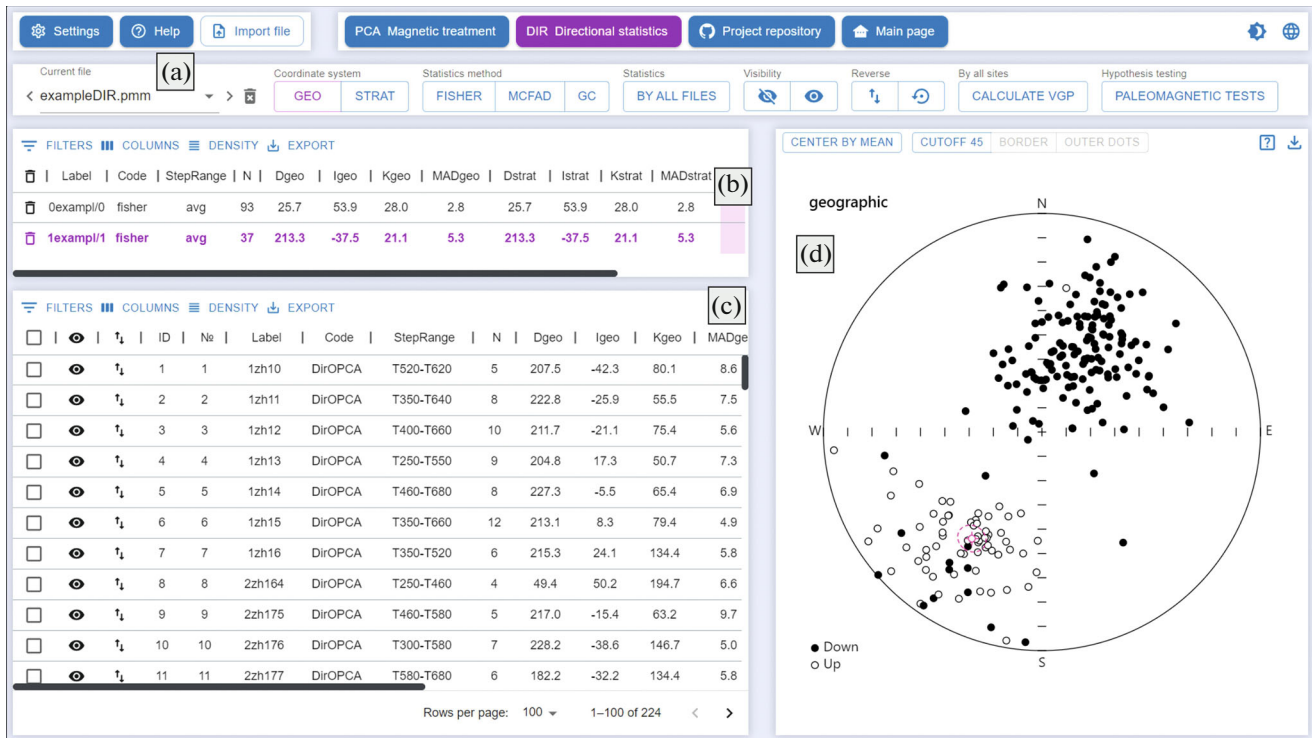 Settings Help Import file PCA Magnetic treatment DIR Directional statistics Project repository Main page
(a)
Current file Coordinate system Statistics method Statistics Visibility Reverse By all sites Hypothesis testing
exampleDIR.pmm GEO STRAT FISHER MCFAD GC BY ALL FILES CALCULATE VGP PALEOMAGNETIC TESTS
FILTERS COLUMNS DENSITY EXPORT
Label Code StepRange N Dgeo Igeo Kgeo MADgeo Dstrat Istrat Kstrat MADstrat
(b)
0exampl/0 fisher avg 93 25.7 53.9 28.0 2.8 25.7 53.9 28.0 2.8
1exampl/1 fisher avg 37 213.3 -37.5 21.1 5.3 213.3 -37.5 21.1 5.3
FILTERS COLUMNS DENSITY EXPORT
(c)
ID № Label Code StepRange N Dgeo Igeo Kgeo MADge
1 1 1zh10 DirOPCA T520-T620 5 207.5 -42.3 80.1 8.6
2 2 1zh11 DirOPCA T350-T640 8 222.8 -25.9 55.5 7.5
3 3 1zh12 DirOPCA T400-T660 10 211.7 -21.1 75.4 5.6
4 4 1zh13 DirOPCA T250-T550 9 204.8 17.3 50.7 7.3
5 5 1zh14 DirOPCA T460-T680 8 227.3 -5.5 65.4 6.9
6 6 1zh15 DirOPCA T350-T660 12 213.1 8.3 79.4 4.9
7 7 1zh16 DirOPCA T350-T520 6 215.3 24.1 134.4 5.8
8 8 2zh164 DirOPCA T250-T460 4 49.4 50.2 194.7 6.6
9 9 2zh175 DirOPCA T460-T580 5 217.0 -15.4 63.2 9.7
10 10 2zh176 DirOPCA T300-T580 7 228.2 -38.6 146.7 5.0
11 11 2zh177 DirOPCA T580-T680 6 182.2 -32.2 134.4 5.8
Rows per page: 100 1–100 of 224
CENTER BY MEAN CUTOFF 45 BORDER OUTER DOTS
geographic
(d)
N
W E
S
Down
Up